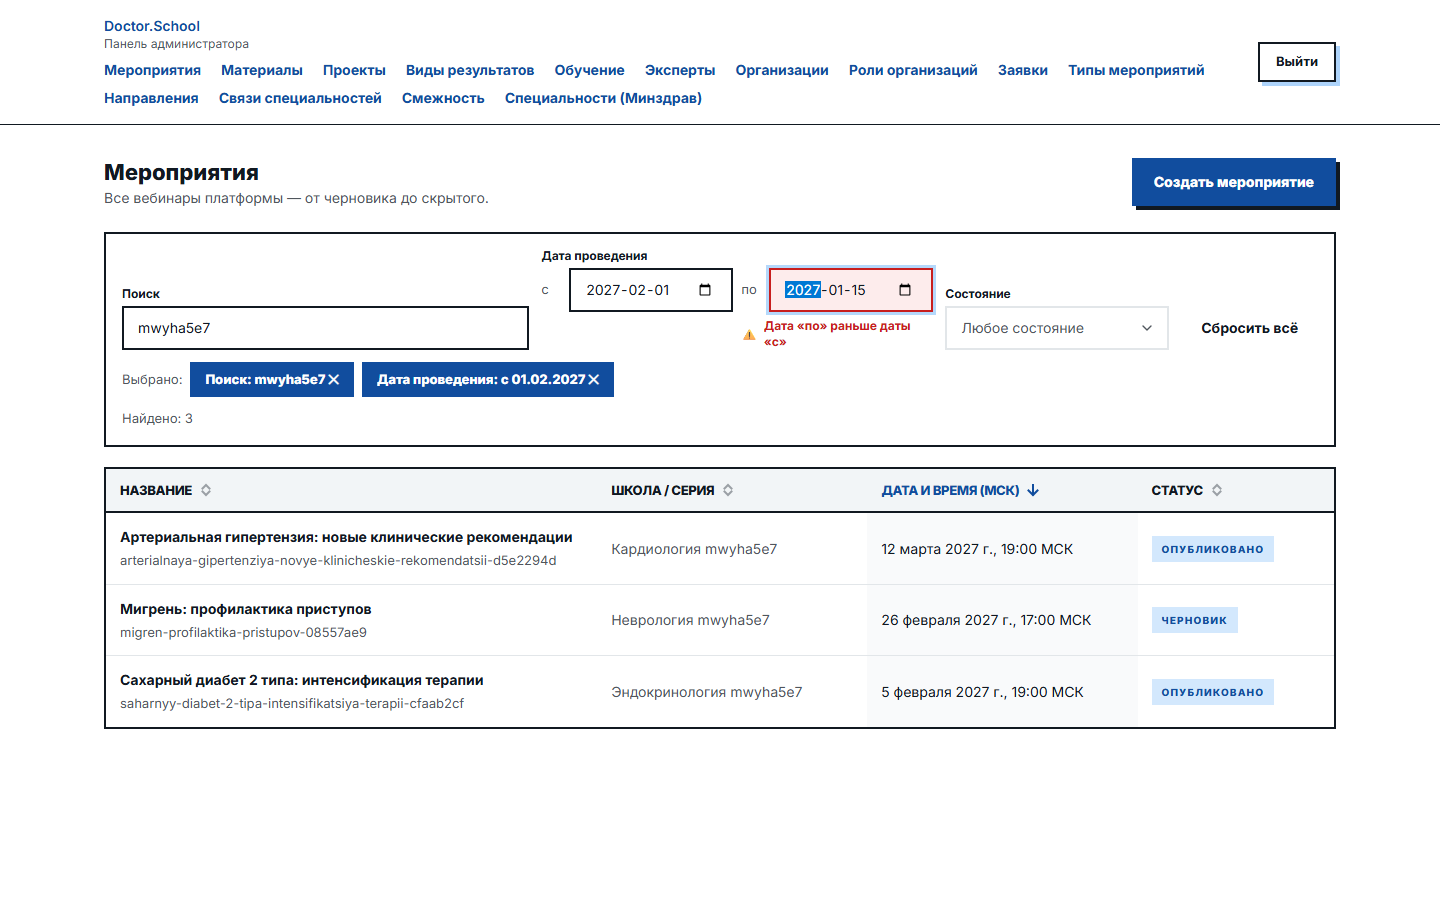 Doctor.School
Панель администратора
Мероприятия Материалы Проекты Виды результатов Обучение Эксперты Организации Роли организаций Заявки Типы мероприятий
Направления Связи специальностей Смежность Специальности (Минздрав)
Выйти
Мероприятия
Все вебинары платформы — от черновика до скрытого.
Создать мероприятие
Поиск
mwyha5e7
Дата проведения
с 2027-02-01 по 2027-01-15
Дата «по» раньше даты
«с»
Состояние
Любое состояние
Сбросить всё
Выбрано: Поиск: mwyha5e7 Дата проведения: с 01.02.2027
Найдено: 3
НАЗВАНИЕ ШКОЛА / СЕРИЯ ДАТА И ВРЕМЯ (МСК) СТАТУС
Артериальная гипертензия: новые клинические рекомендации
arterialnaya-gipertenziya-novye-klinicheskie-rekomendatsii-d5e2294d
Кардиология mwyha5e7
12 марта 2027 г., 19:00 МСК
ОПУБЛИКОВАНО
Мигрень: профилактика приступов
migren-profilaktika-pristupov-08557ae9
Неврология mwyha5e7
26 февраля 2027 г., 17:00 МСК
ЧЕРНОВИК
Сахарный диабет 2 типа: интенсификация терапии
saharnyy-diabet-2-tipa-intensifikatsiya-terapii-cfaab2cf
Эндокринология mwyha5e7
5 февраля 2027 г., 19:00 МСК
ОПУБЛИКОВАНО